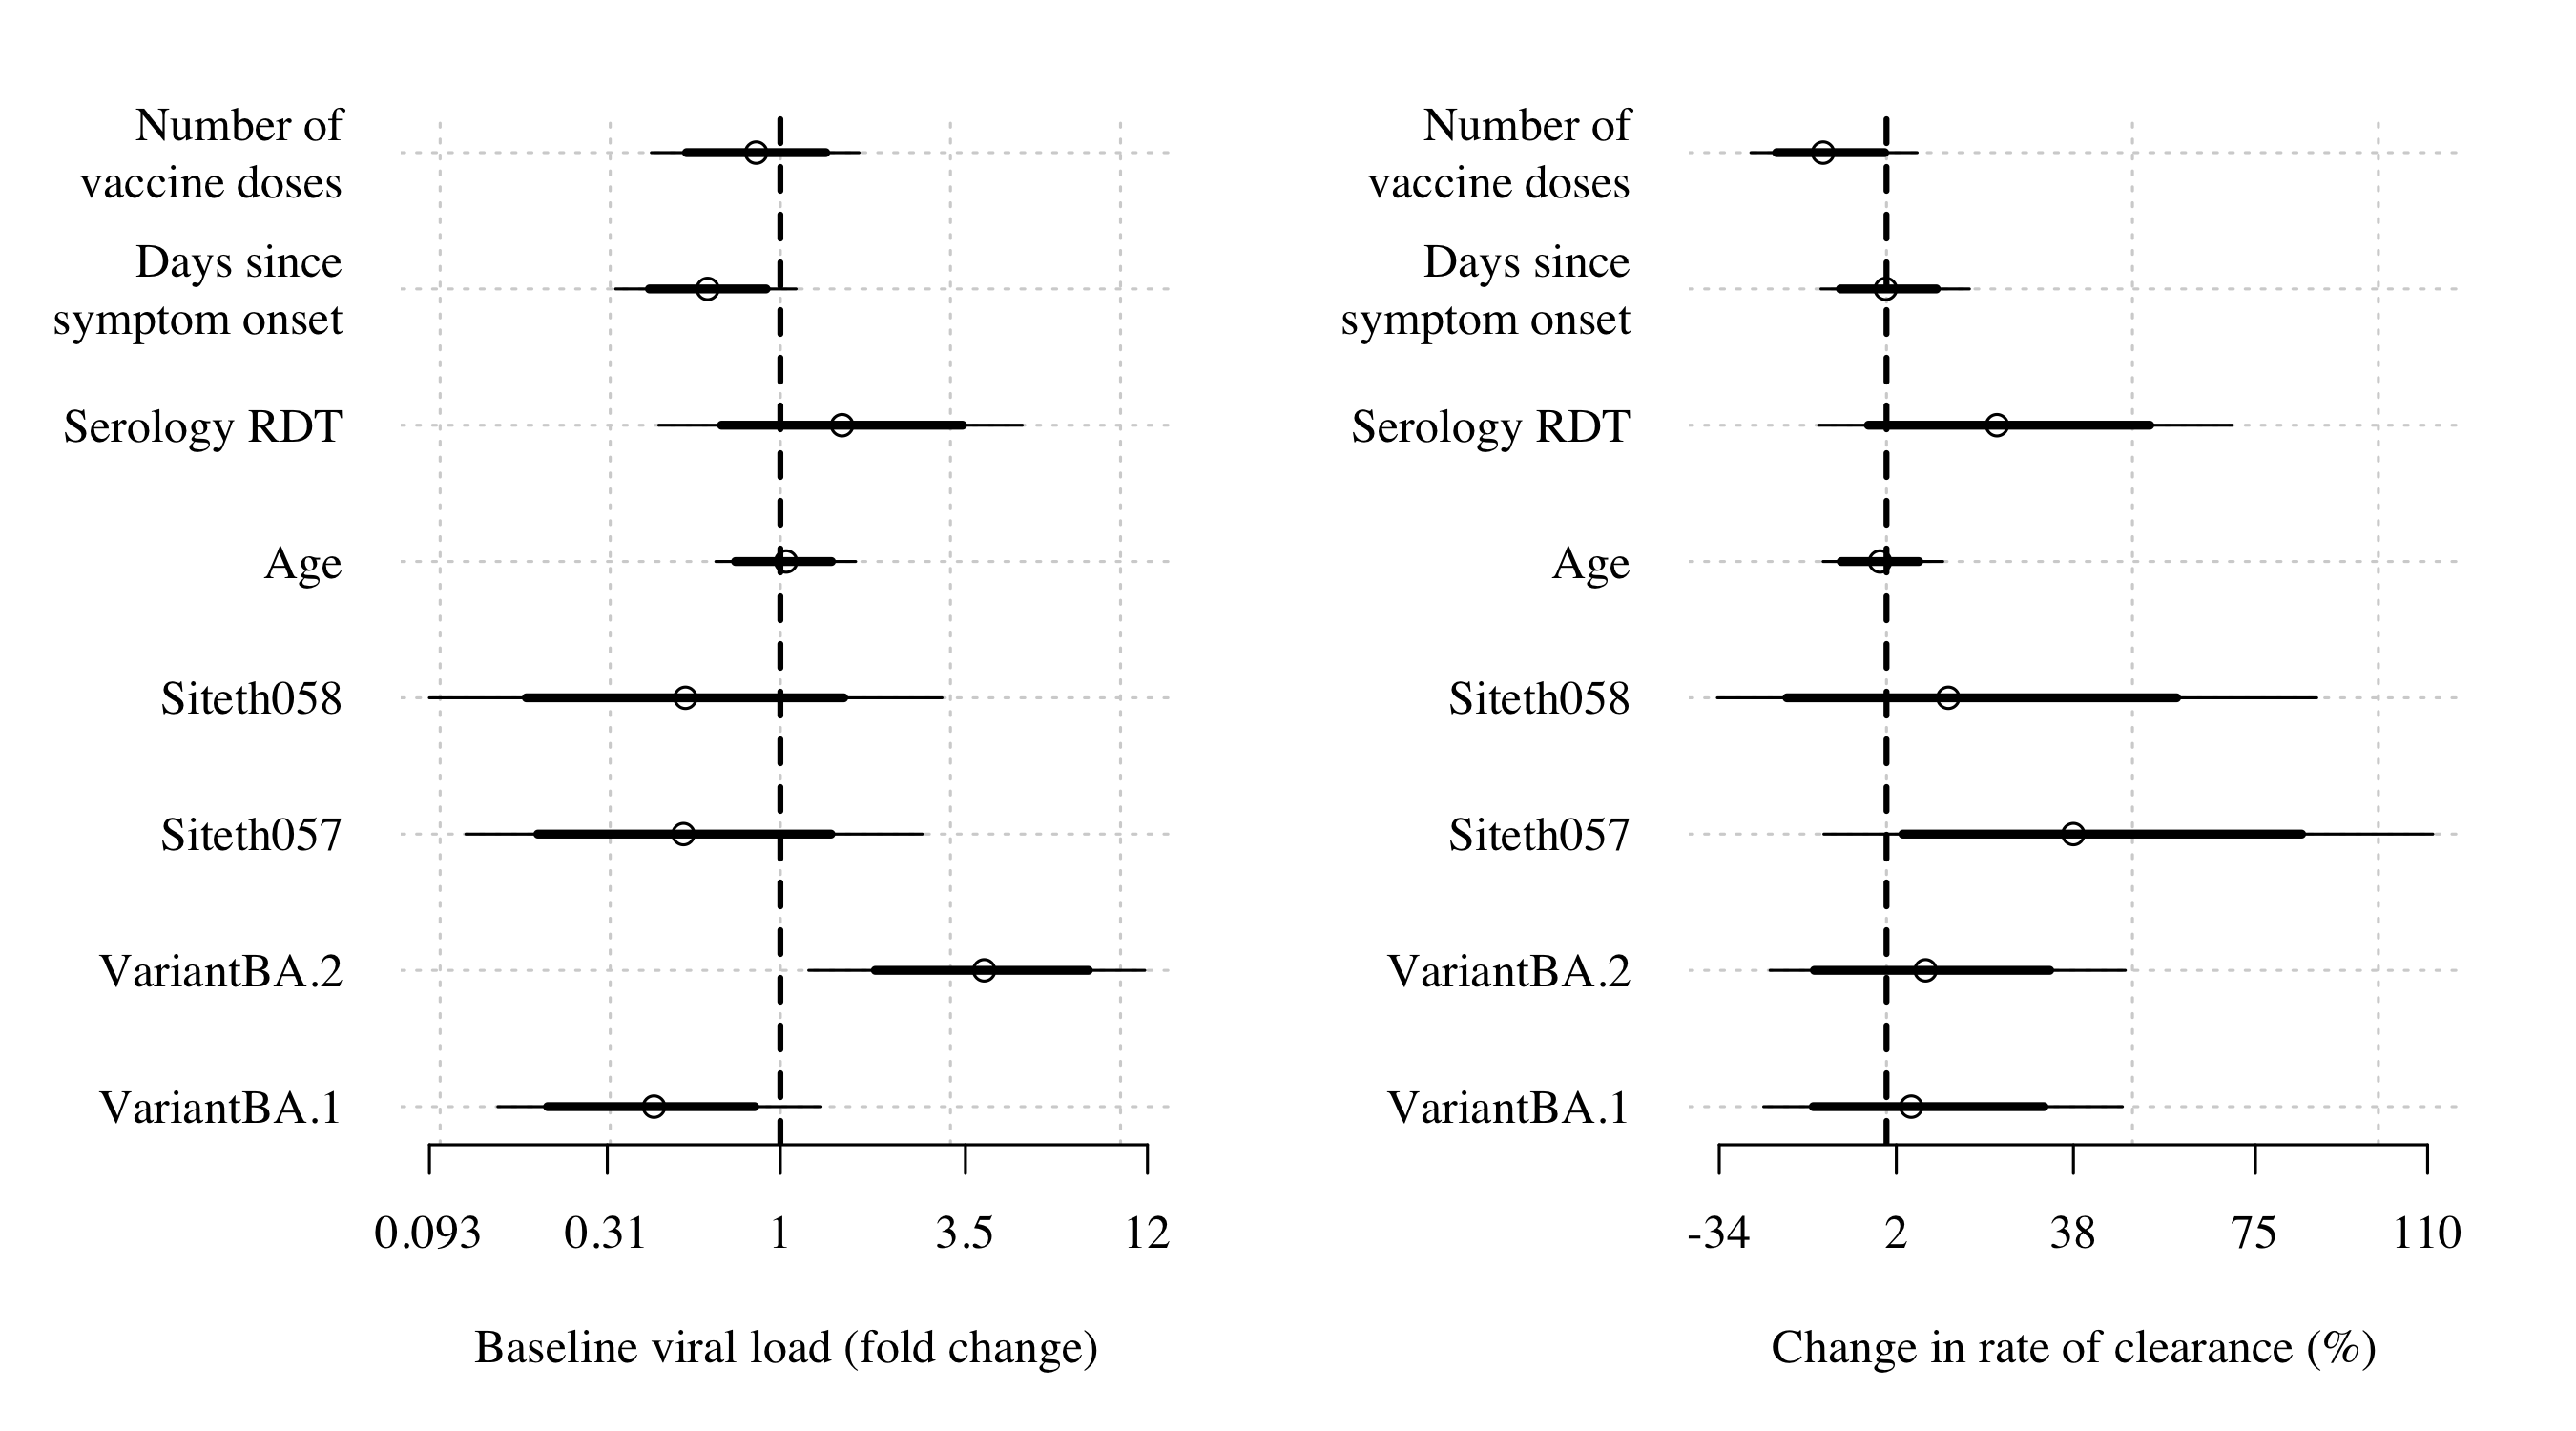 Number of
vaccine doses
Days since
symptom onset
Serology RDT
Age
Siteth058
Siteth057
VariantBA.2
VariantBA.1
0.093 0.31 1 3.5 12
Baseline viral load (fold change)
Number of
vaccine doses
Days since
symptom onset
Serology RDT
Age
Siteth058
Siteth057
VariantBA.2
VariantBA.1
-34 2 38 75 110
Change in rate of clearance (%)